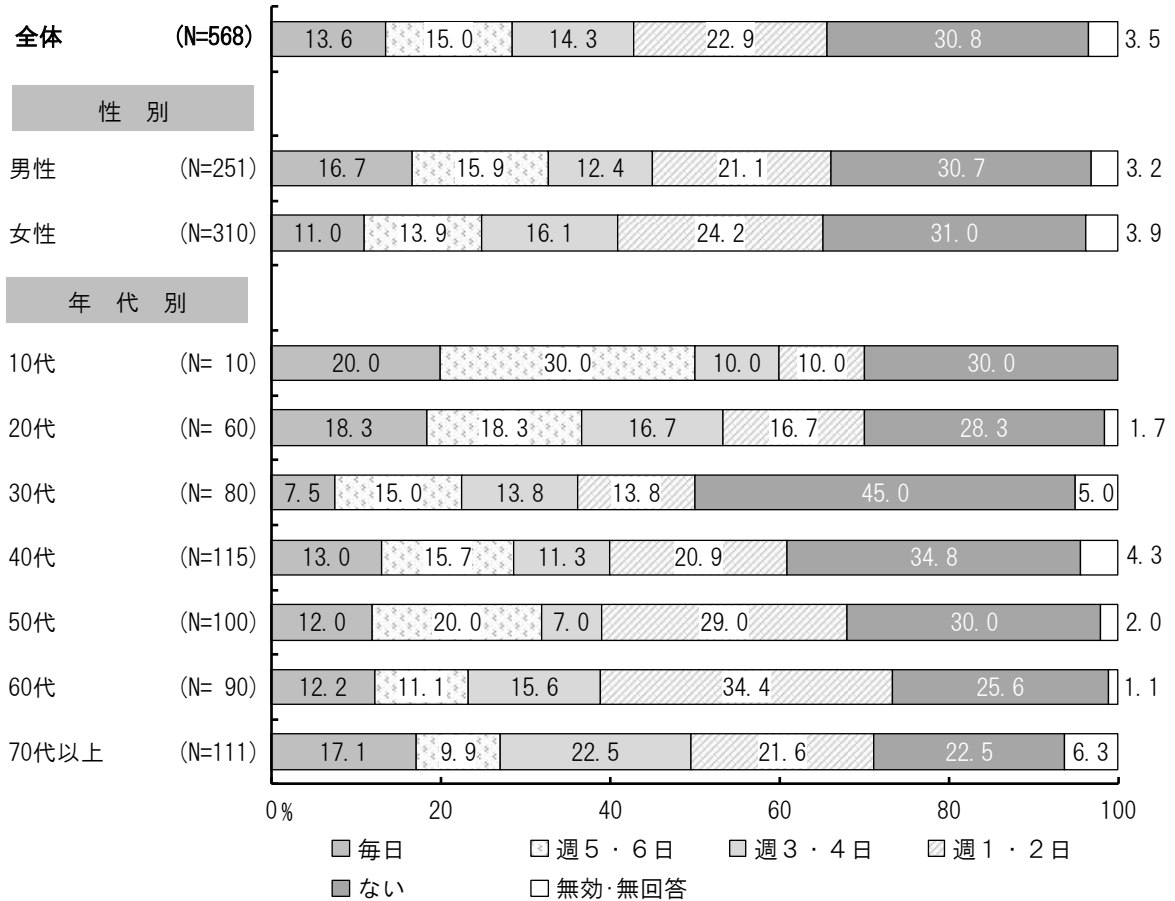 全体 (N=568) 13.6 15.0 14.3 22.9 30.8 3.5
性 別
男性 (N=251) 16.7 15.9 12.4 21.1 30.7 3.2
女性 (N=310) 11.0 13.9 16.1 24.2 31.0 3.9
年 代 別
10代 (N= 10) 20.0 30.0 10.0 10.0 30.0
20代 (N= 60) 18.3 18.3 16.7 16.7 28.3 1.7
30代 (N= 80) 7.5 15.0 13.8 13.8 45.0 5.0
40代 (N=115) 13.0 15.7 11.3 20.9 34.8 4.3
50代 (N=100) 12.0 20.0 7.0 29.0 30.0 2.0
60代 (N= 90) 12.2 11.1 15.6 34.4 25.6 1.1
70代以上 (N=111) 17.1 9.9 22.5 21.6 22.5 6.3
0% 20 40 60 80 100
毎日 週5・6日 週3・4日 週1・2日
ない 無効・無回答